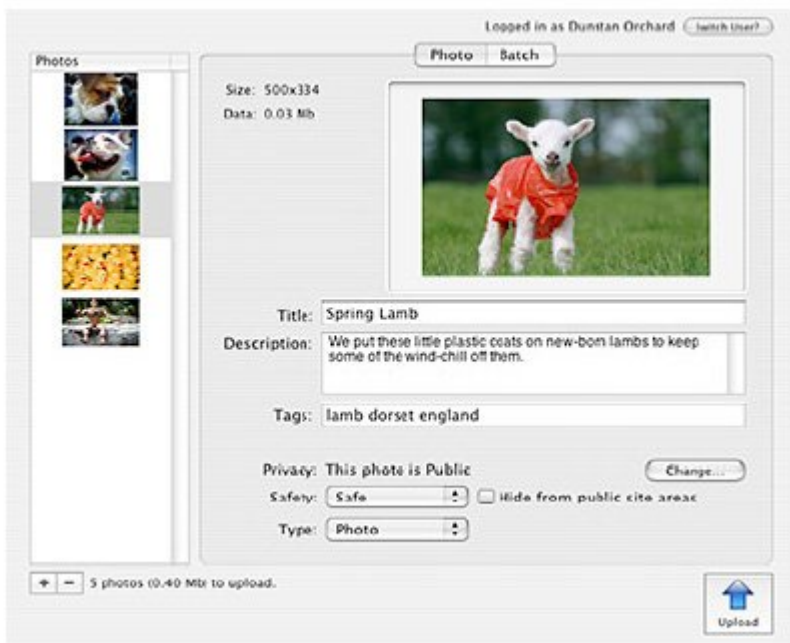 Logged in as Dunstan Orchard Switch User?
Photos
Photo Batch
Size: 500x334
Data: 0.03 Mb
Title: Spring Lamb
Description: We put these little plastic coats on new-born lambs to keep
some of the wind-chill off them.
Tags: lamb dorset england
Privacy: This photo is Public Change...
Safety: Safe Hide from public site areas
Type: Photo
+ − 5 photos (0.40 Mb) to upload.
Upload